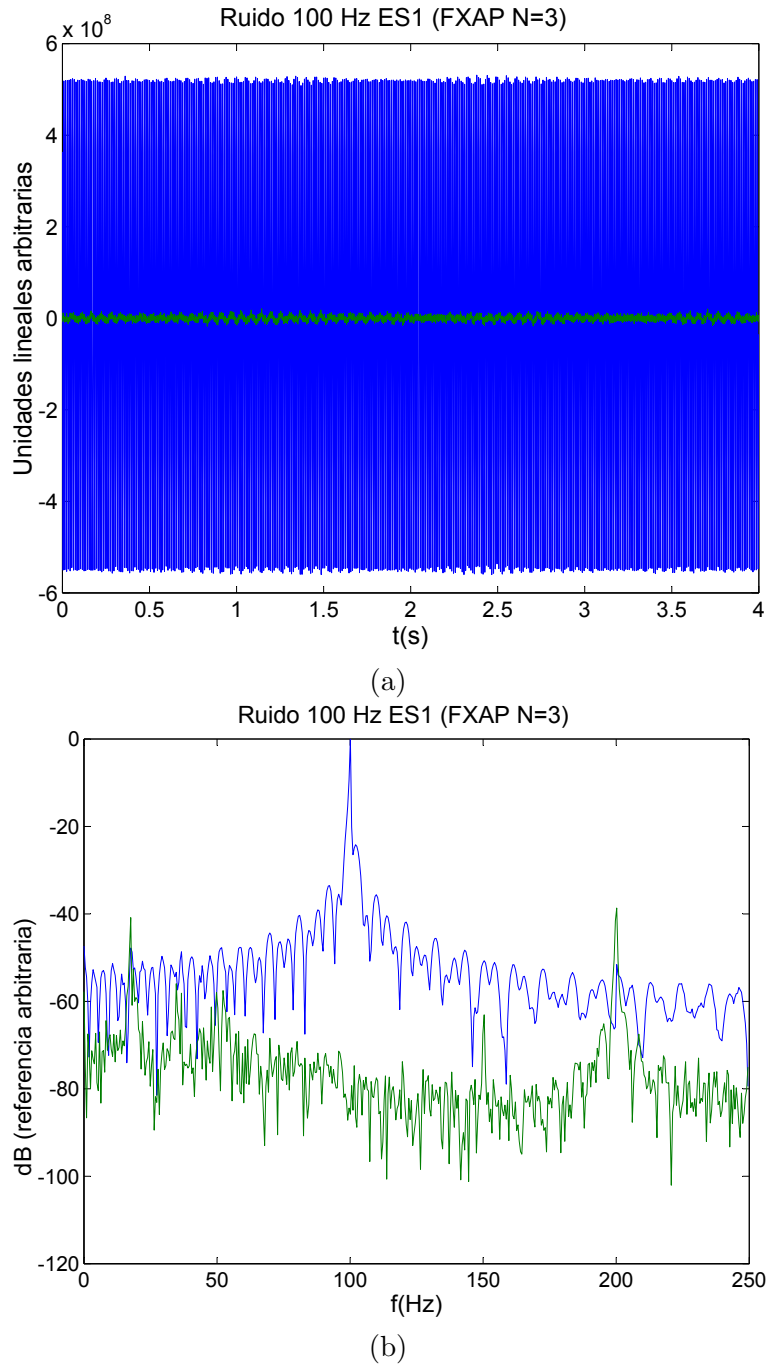 Ruido 100 Hz ES1 (FXAP N=3)
x 10^8
6
4
2
0
-2
-4
-6
Unidades lineales arbitrarias
0 0.5 1 1.5 2 2.5 3 3.5 4
t(s)
(a)
Ruido 100 Hz ES1 (FXAP N=3)
0
-20
-40
-60
-80
-100
-120
dB (referencia arbitraria)
0 50 100 150 200 250
f(Hz)
(b)